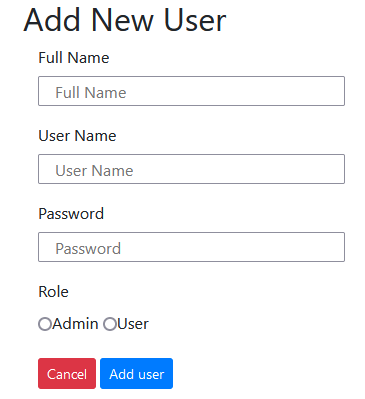 Add New User
Full Name
Full Name
User Name
User Name
Password
Password
Role
Admin User
Cancel Add user